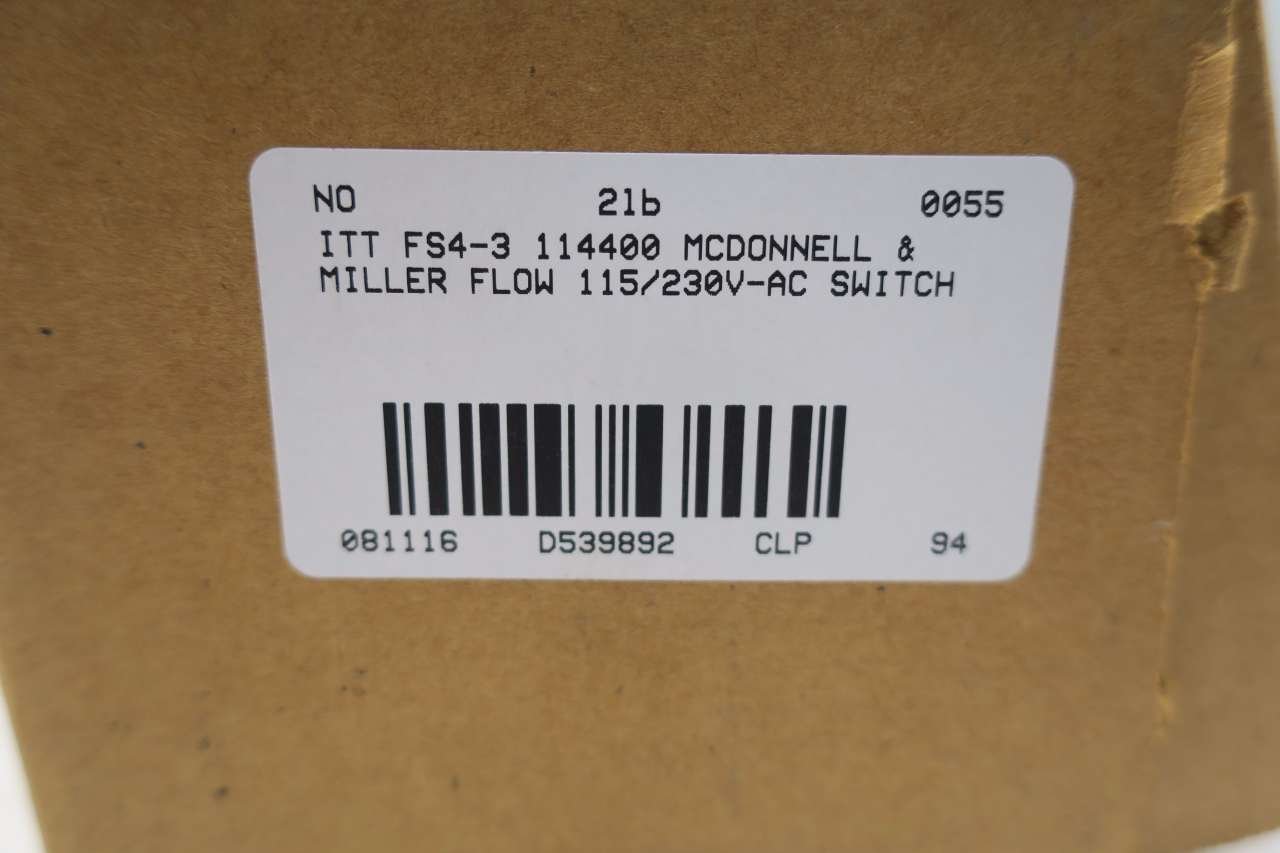 NO 21b 0055
ITT FS4-3 114400 MCDONNELL &
MILLER FLOW 115/230V-AC SWITCH
081116 D539892 CLP 94